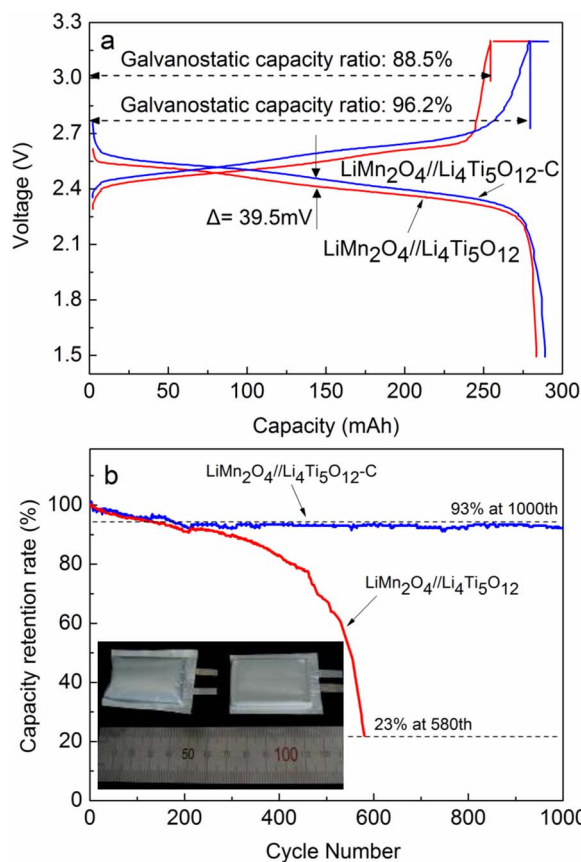 a
Galvanostatic capacity ratio: 88.5%
Galvanostatic capacity ratio: 96.2%
LiMn2O4//Li4Ti5O12-C
Δ= 39.5mV
LiMn2O4//Li4Ti5O12
Voltage (V)
3.3
3.0
2.7
2.4
2.1
1.8
1.5
0 50 100 150 200 250 300
Capacity (mAh)
b
LiMn2O4//Li4Ti5O12-C
93% at 1000th
LiMn2O4//Li4Ti5O12
23% at 580th
50 100
Capacity retention rate (%)
120
100
80
60
40
20
0
0 200 400 600 800 1000
Cycle Number